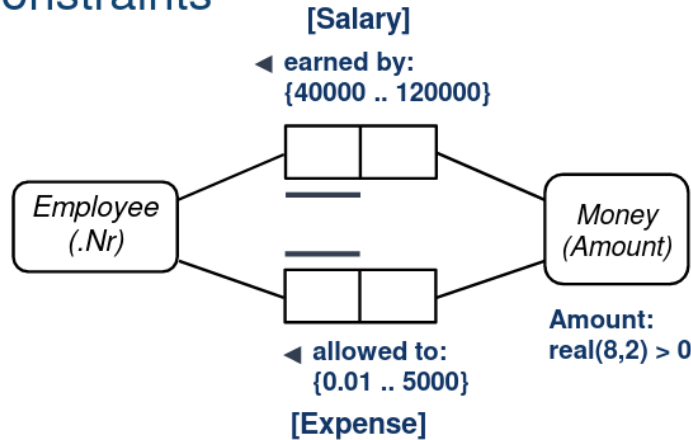 onstraints
[Salary]
◄ earned by:
{40000 .. 120000}
Employee
(.Nr)
Money
(Amount)
Amount:
real(8,2) > 0
◄ allowed to:
{0.01 .. 5000}
[Expense]